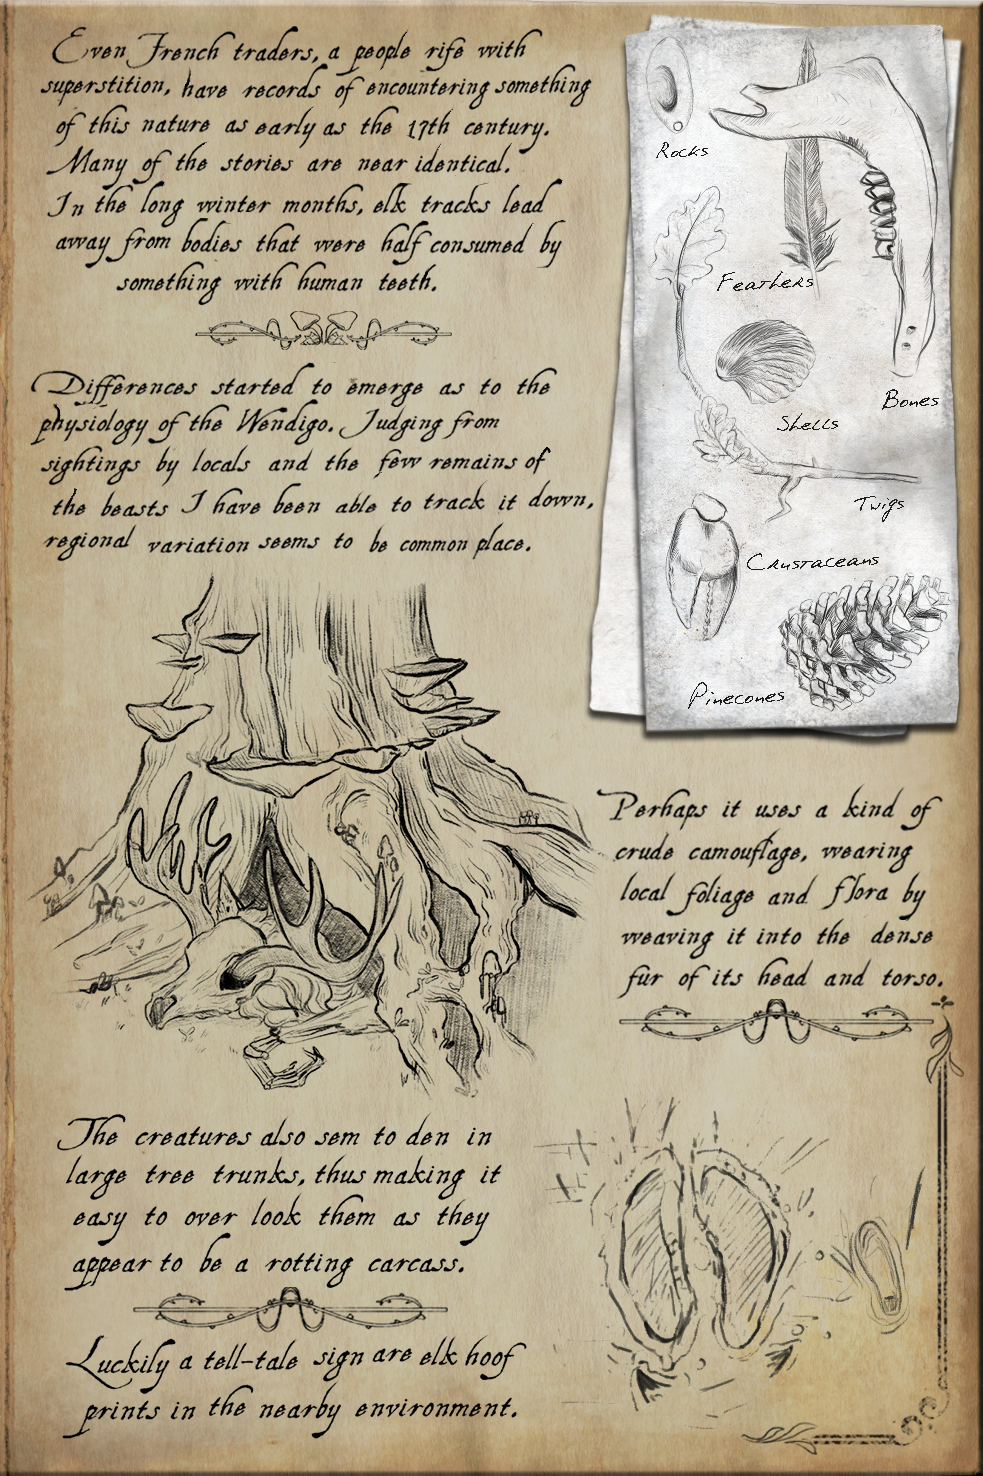 Even French traders, a people rife with
superstition, have records of encountering something
of this nature as early as the 17th century.
Many of the stories are near identical.
In the long winter months, elk tracks lead
away from bodies that were half consumed by
something with human teeth.
Differences started to emerge as to the
physiology of the Wendigo. Judging from
sightings by locals and the few remains of
the beasts I have been able to track it down,
regional variation seems to be common place.
Rocks
Feathers
Bones
Shells
Twigs
Crustaceans
Pinecones
Perhaps it uses a kind of
crude camouflage, wearing
local foliage and flora by
weaving it into the dense
fur of its head and torso.
The creatures also sem to den in
large tree trunks, thus making it
easy to over look them as they
appear to be a rotting carcass.
Luckily a tell-tale sign are elk hoof
prints in the nearby environment.